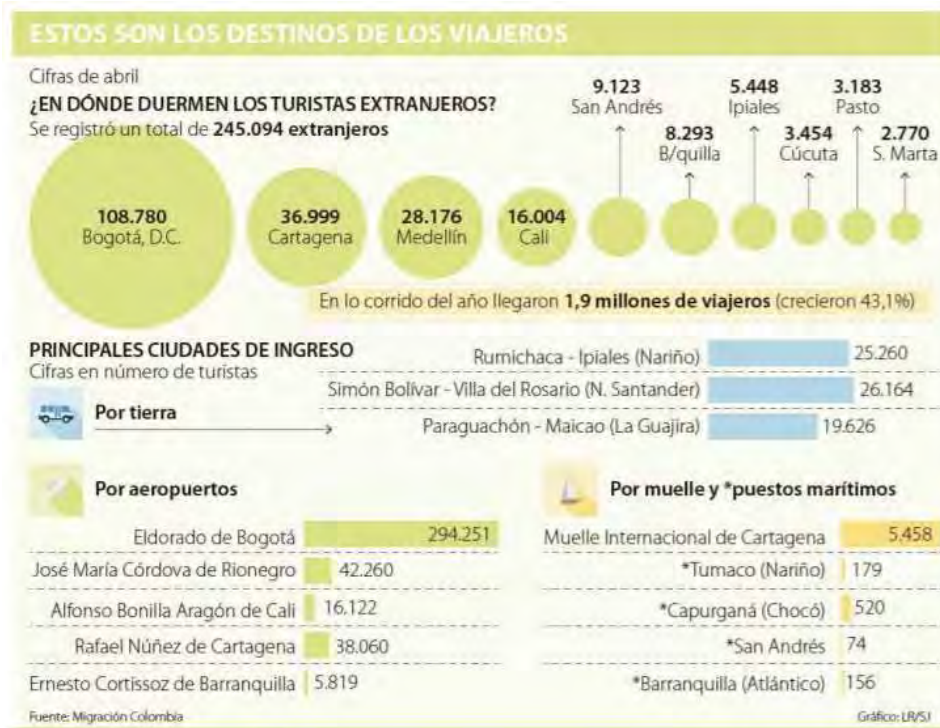 ESTOS SON LOS DESTINOS DE LOS VIAJEROS
Cifras de abril
¿EN DÓNDE DUERMEN LOS TURISTAS EXTRANJEROS?
Se registró un total de 245.094 extranjeros
108.780
Bogotá, D.C.
36.999
Cartagena
28.176
Medellín
16.004
Cali
9.123
San Andrés
8.293
B/quilla
5.448
Ipiales
3.454
Cúcuta
3.183
Pasto
2.770
S. Marta
En lo corrido del año llegaron 1,9 millones de viajeros (crecieron 43,1%)
PRINCIPALES CIUDADES DE INGRESO
Cifras en número de turistas
Por tierra
Rumichaca - Ipiales (Nariño) 25.260
Simón Bolívar - Villa del Rosario (N. Santander) 26.164
Paraguachón - Maicao (La Guajira) 19.626
Por aeropuertos
Eldorado de Bogotá 294.251
José María Córdova de Rionegro 42.260
Alfonso Bonilla Aragón de Cali 16.122
Rafael Núñez de Cartagena 38.060
Ernesto Cortissoz de Barranquilla 5.819
Por muelle y *puestos marítimos
Muelle Internacional de Cartagena 5.458
*Tumaco (Nariño) 179
*Capurganá (Chocó) 520
*San Andrés 74
*Barranquilla (Atlántico) 156
Fuente: Migración Colombia
Gráfico: LR/SJ